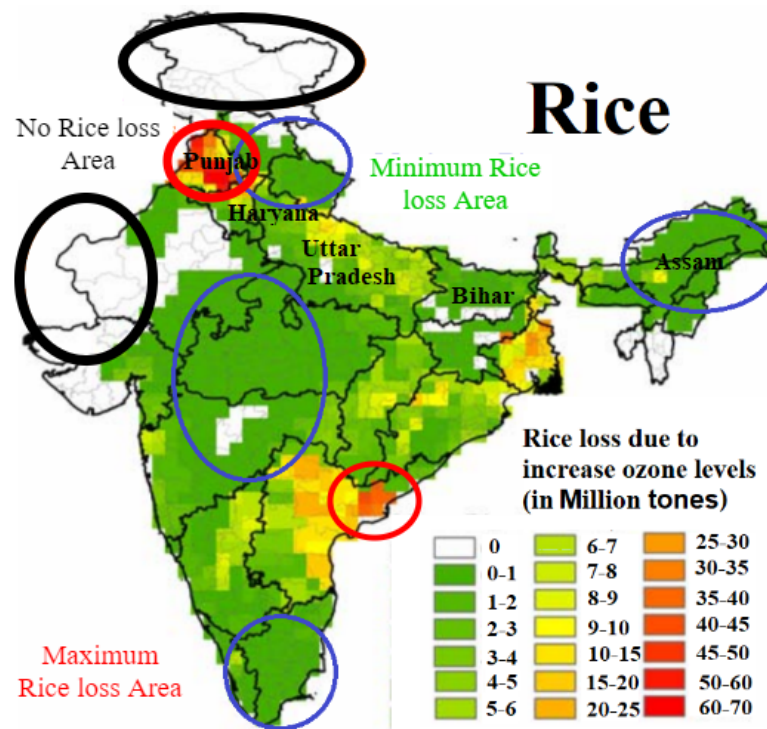 Rice
No Rice loss
Area
Punjab
Minimum Rice
loss Area
Haryana
Uttar
Pradesh
Bihar
Assam
Rice loss due to
increase ozone levels
(in Million tones)
Maximum
Rice loss Area
0
0-1
1-2
2-3
3-4
4-5
5-6
6-7
7-8
8-9
9-10
10-15
15-20
20-25
25-30
30-35
35-40
40-45
45-50
50-60
60-70